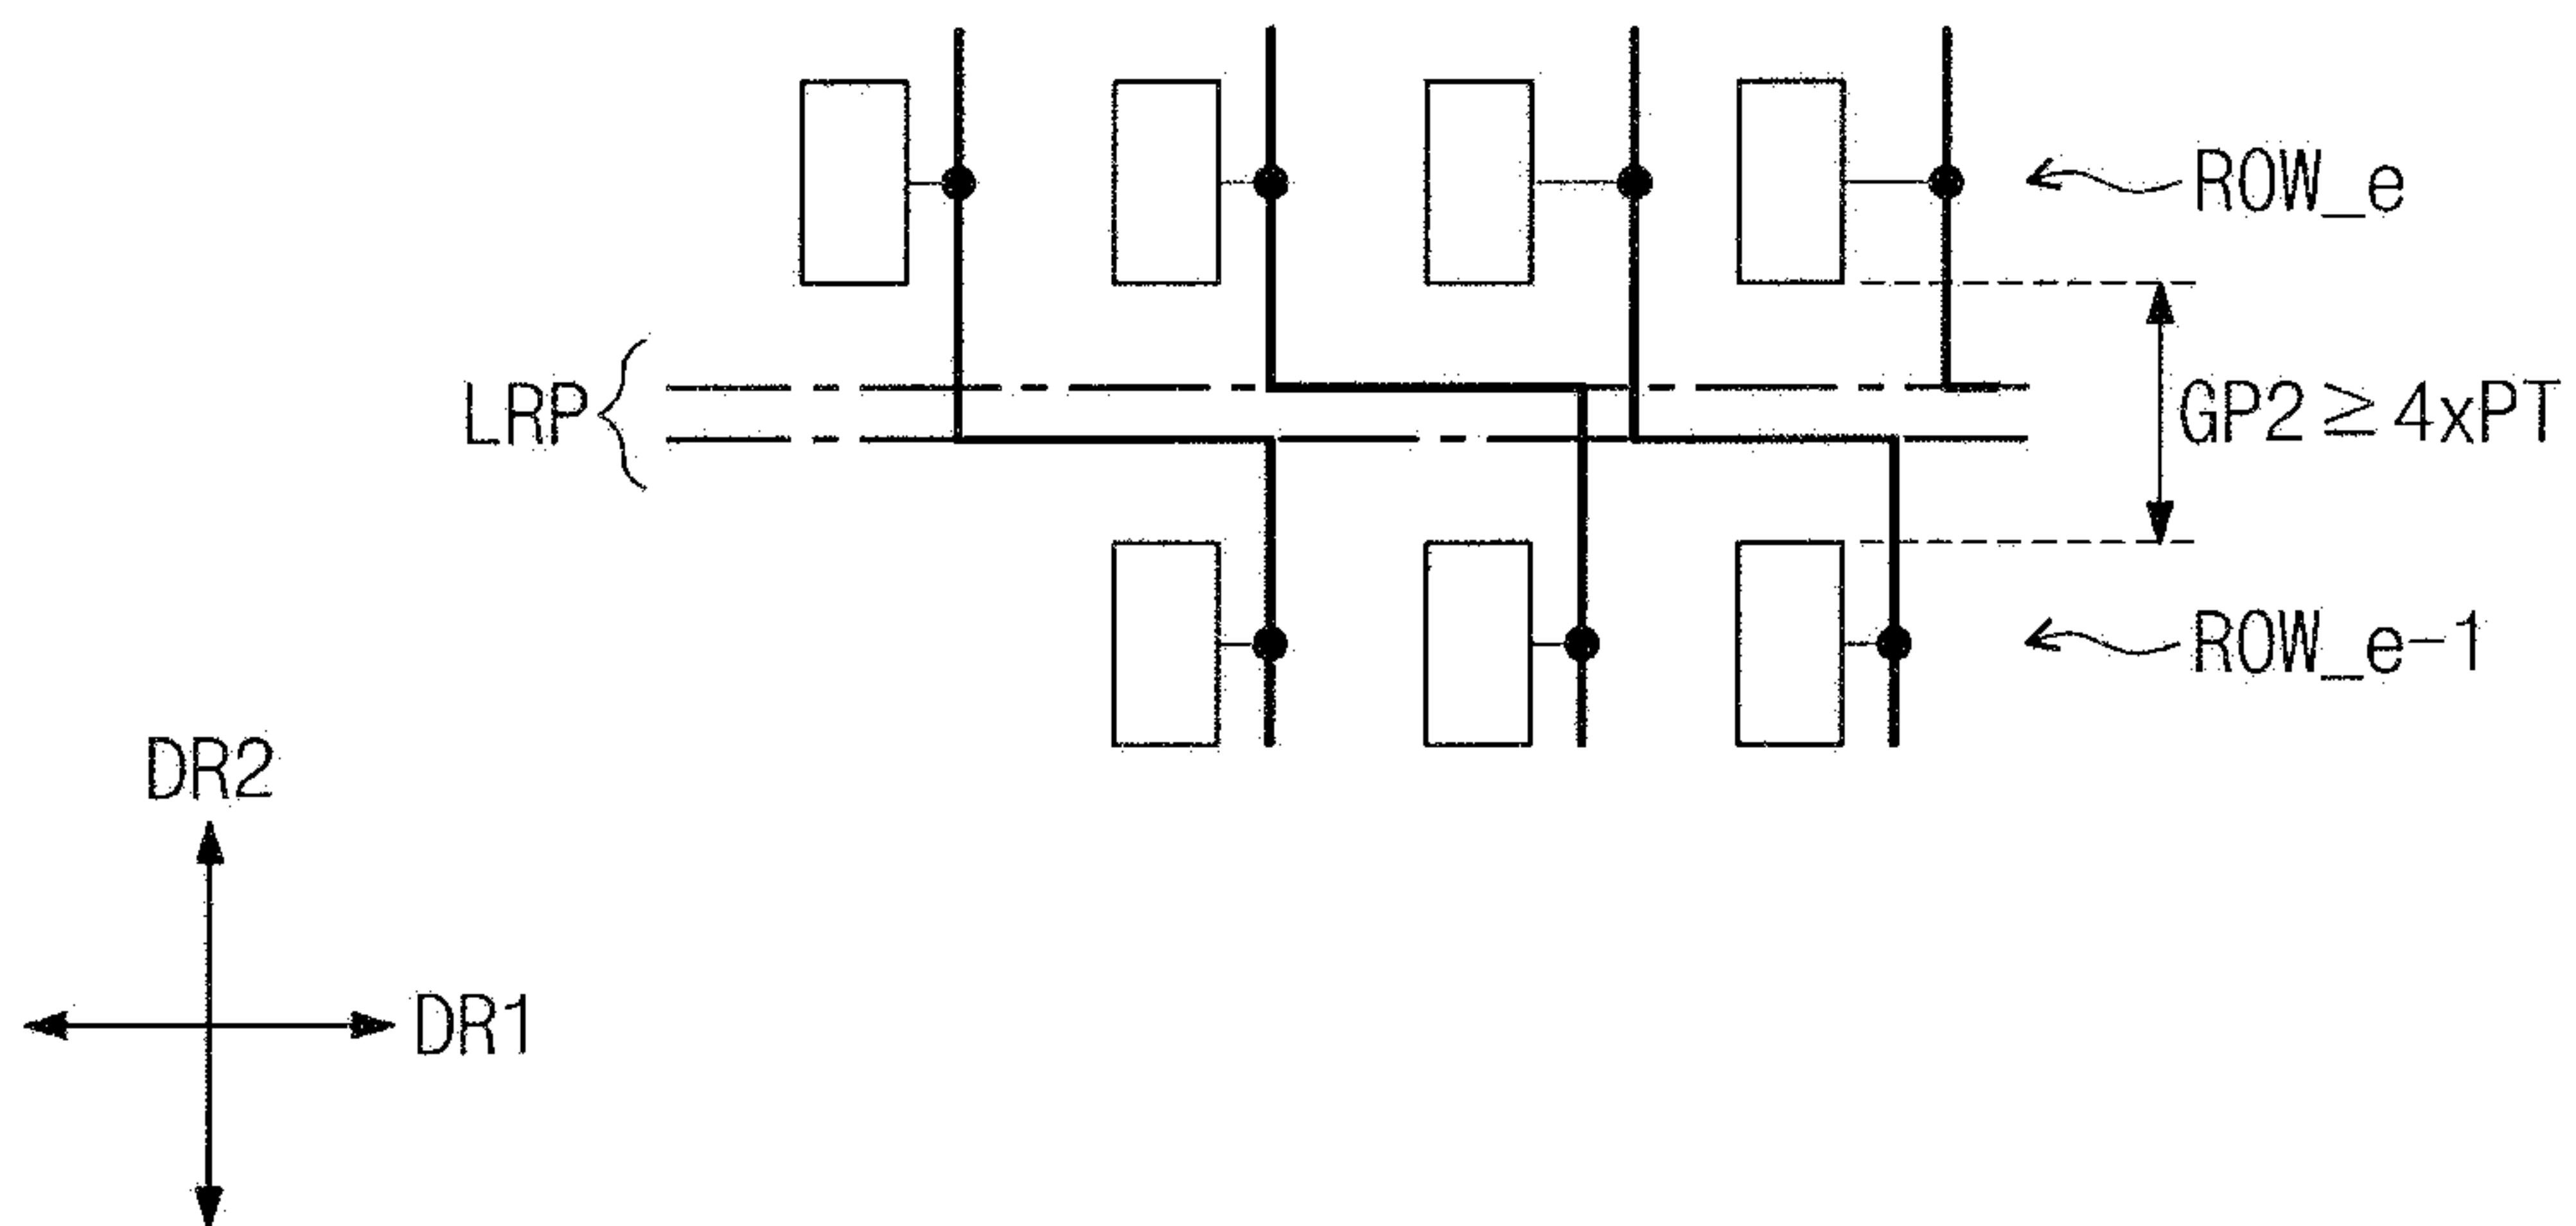 ROW_e
LRP
GP2 ≥ 4xPT
ROW_e-1
DR2
DR1